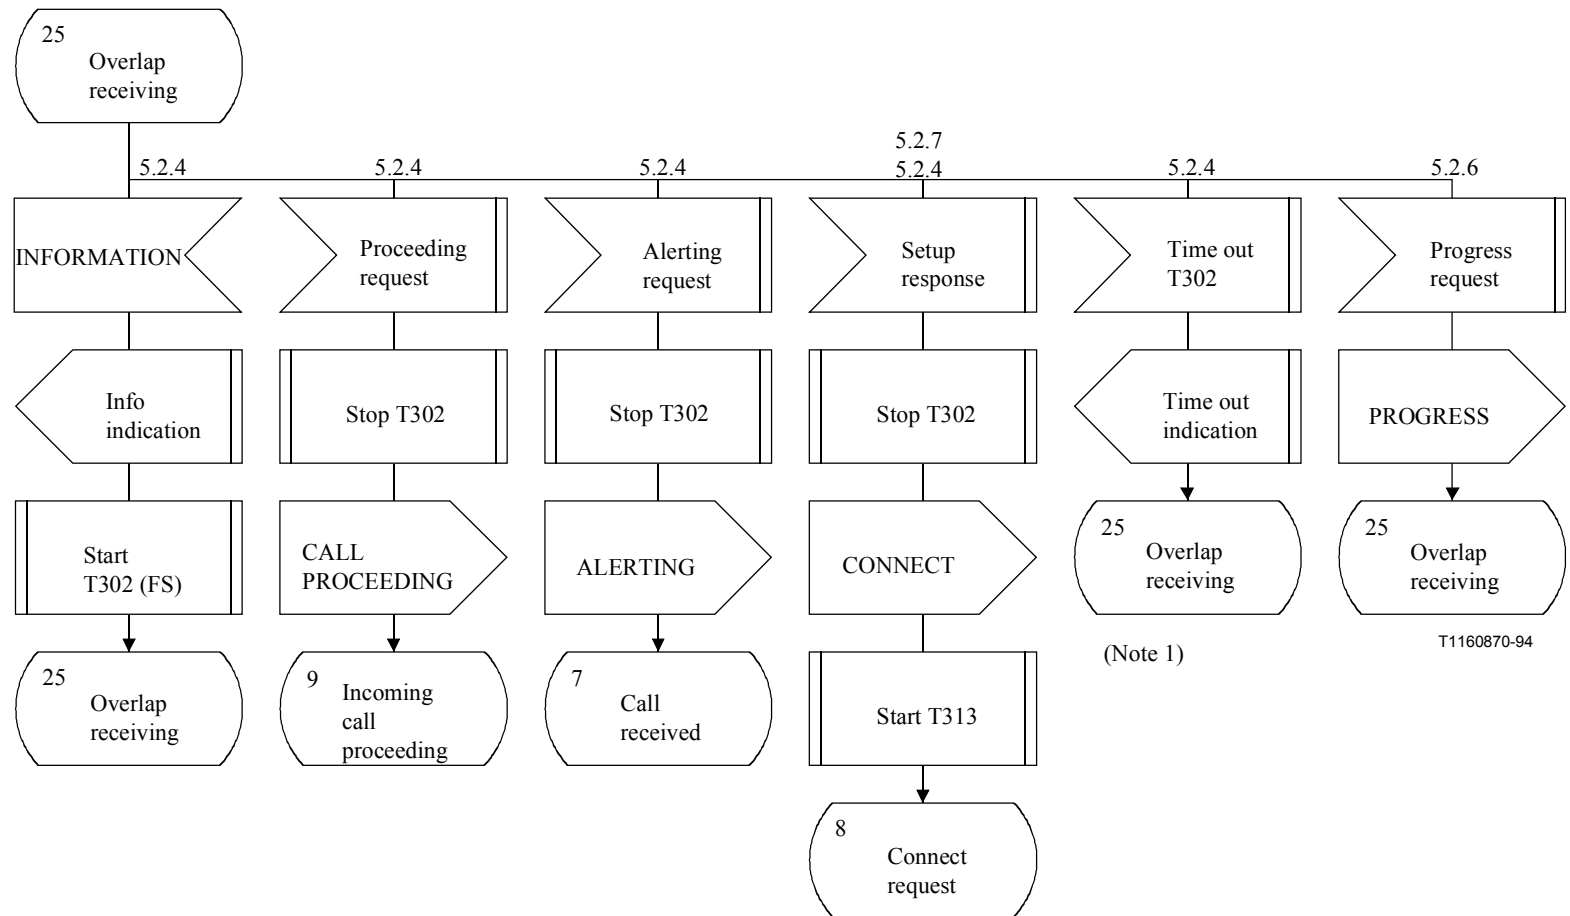 25
Overlap
receiving
5.2.7
5.2.4
5.2.4
5.2.4
5.2.4
5.2.4
5.2.6
INFORMATION
Proceeding
request
Alerting
request
Setup
response
Time out
T302
Progress
request
Info
indication
Stop T302
Stop T302
Stop T302
Time out
indication
PROGRESS
Start
T302 (FS)
CALL
PROCEEDING
ALERTING
CONNECT
25
Overlap
receiving
25
Overlap
receiving
(Note 1)
T1160870-94
25
Overlap
receiving
9
Incoming
call
proceeding
7
Call
received
Start T313
8
Connect
request